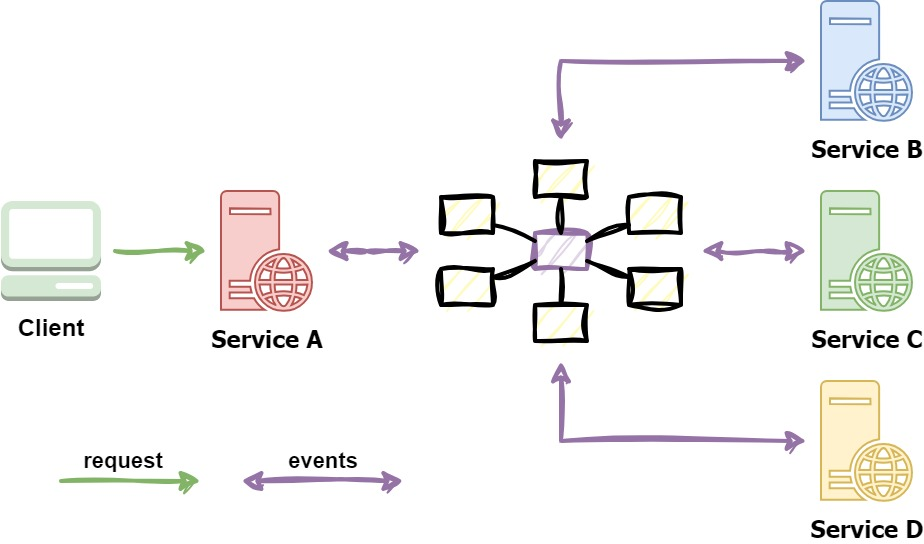 Service B
Client
Service A
Service C
request
events
Service D